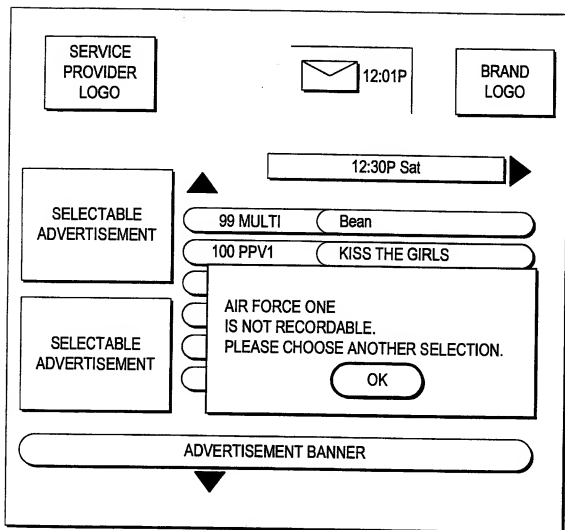 SERVICE
PROVIDER
LOGO
12:01P
BRAND
LOGO
12:30P Sat
SELECTABLE
ADVERTISEMENT
99 MULTI Bean
100 PPV1 KISS THE GIRLS
AIR FORCE ONE
IS NOT RECORDABLE.
PLEASE CHOOSE ANOTHER SELECTION.
OK
SELECTABLE
ADVERTISEMENT
ADVERTISEMENT BANNER